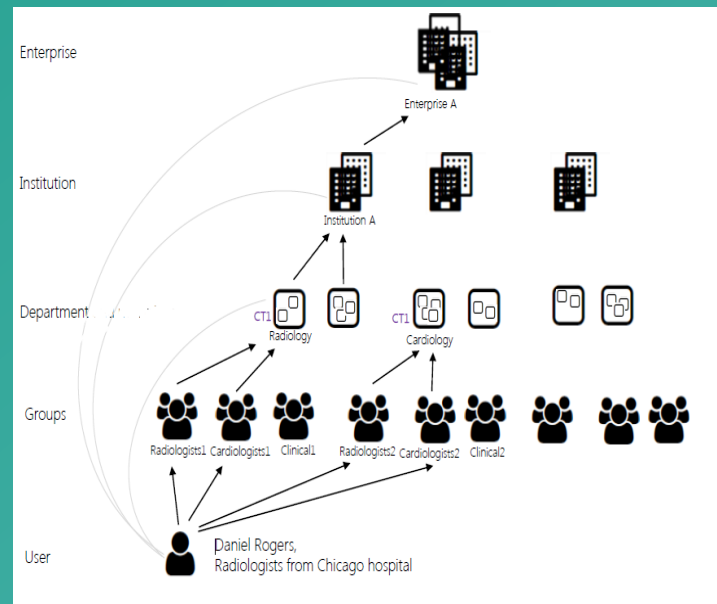 Enterprise
Enterprise A
Institution
Institution A
Department
CT1
Radiology
CT1
Cardiology
Groups
Radiologists1
Cardiologists1
Clinical1
Radiologists2
Cardiologists2
Clinical2
User
Daniel Rogers,
Radiologists from Chicago hospital